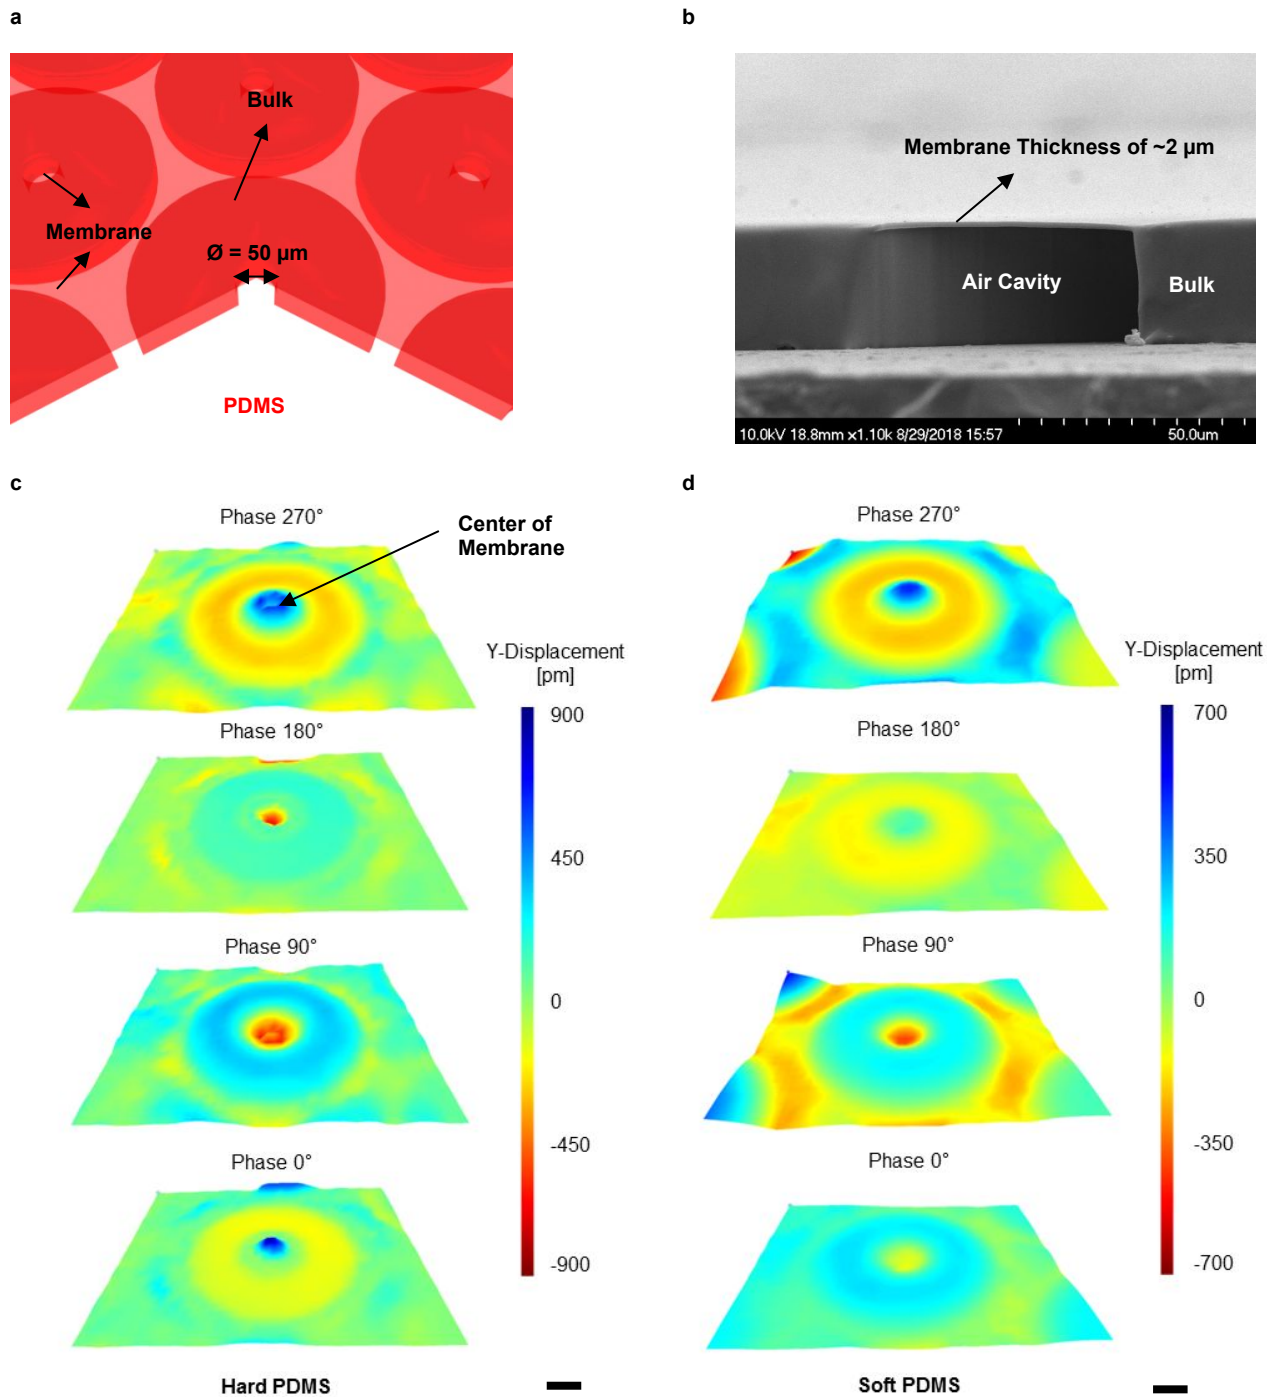 a
b
Bulk
Membrane
Ø = 50 µm
PDMS
Membrane Thickness of ~2 µm
Air Cavity
Bulk
10.0kV 18.8mm x1.10k 8/29/2018 15:57
50.0um
c
d
Phase 270°
Center of
Membrane
Y-Displacement
[pm]
900
450
0
-450
-900
Phase 180°
Phase 90°
Phase 0°
Hard PDMS
Phase 270°
Y-Displacement
[pm]
700
350
0
-350
-700
Phase 180°
Phase 90°
Phase 0°
Soft PDMS